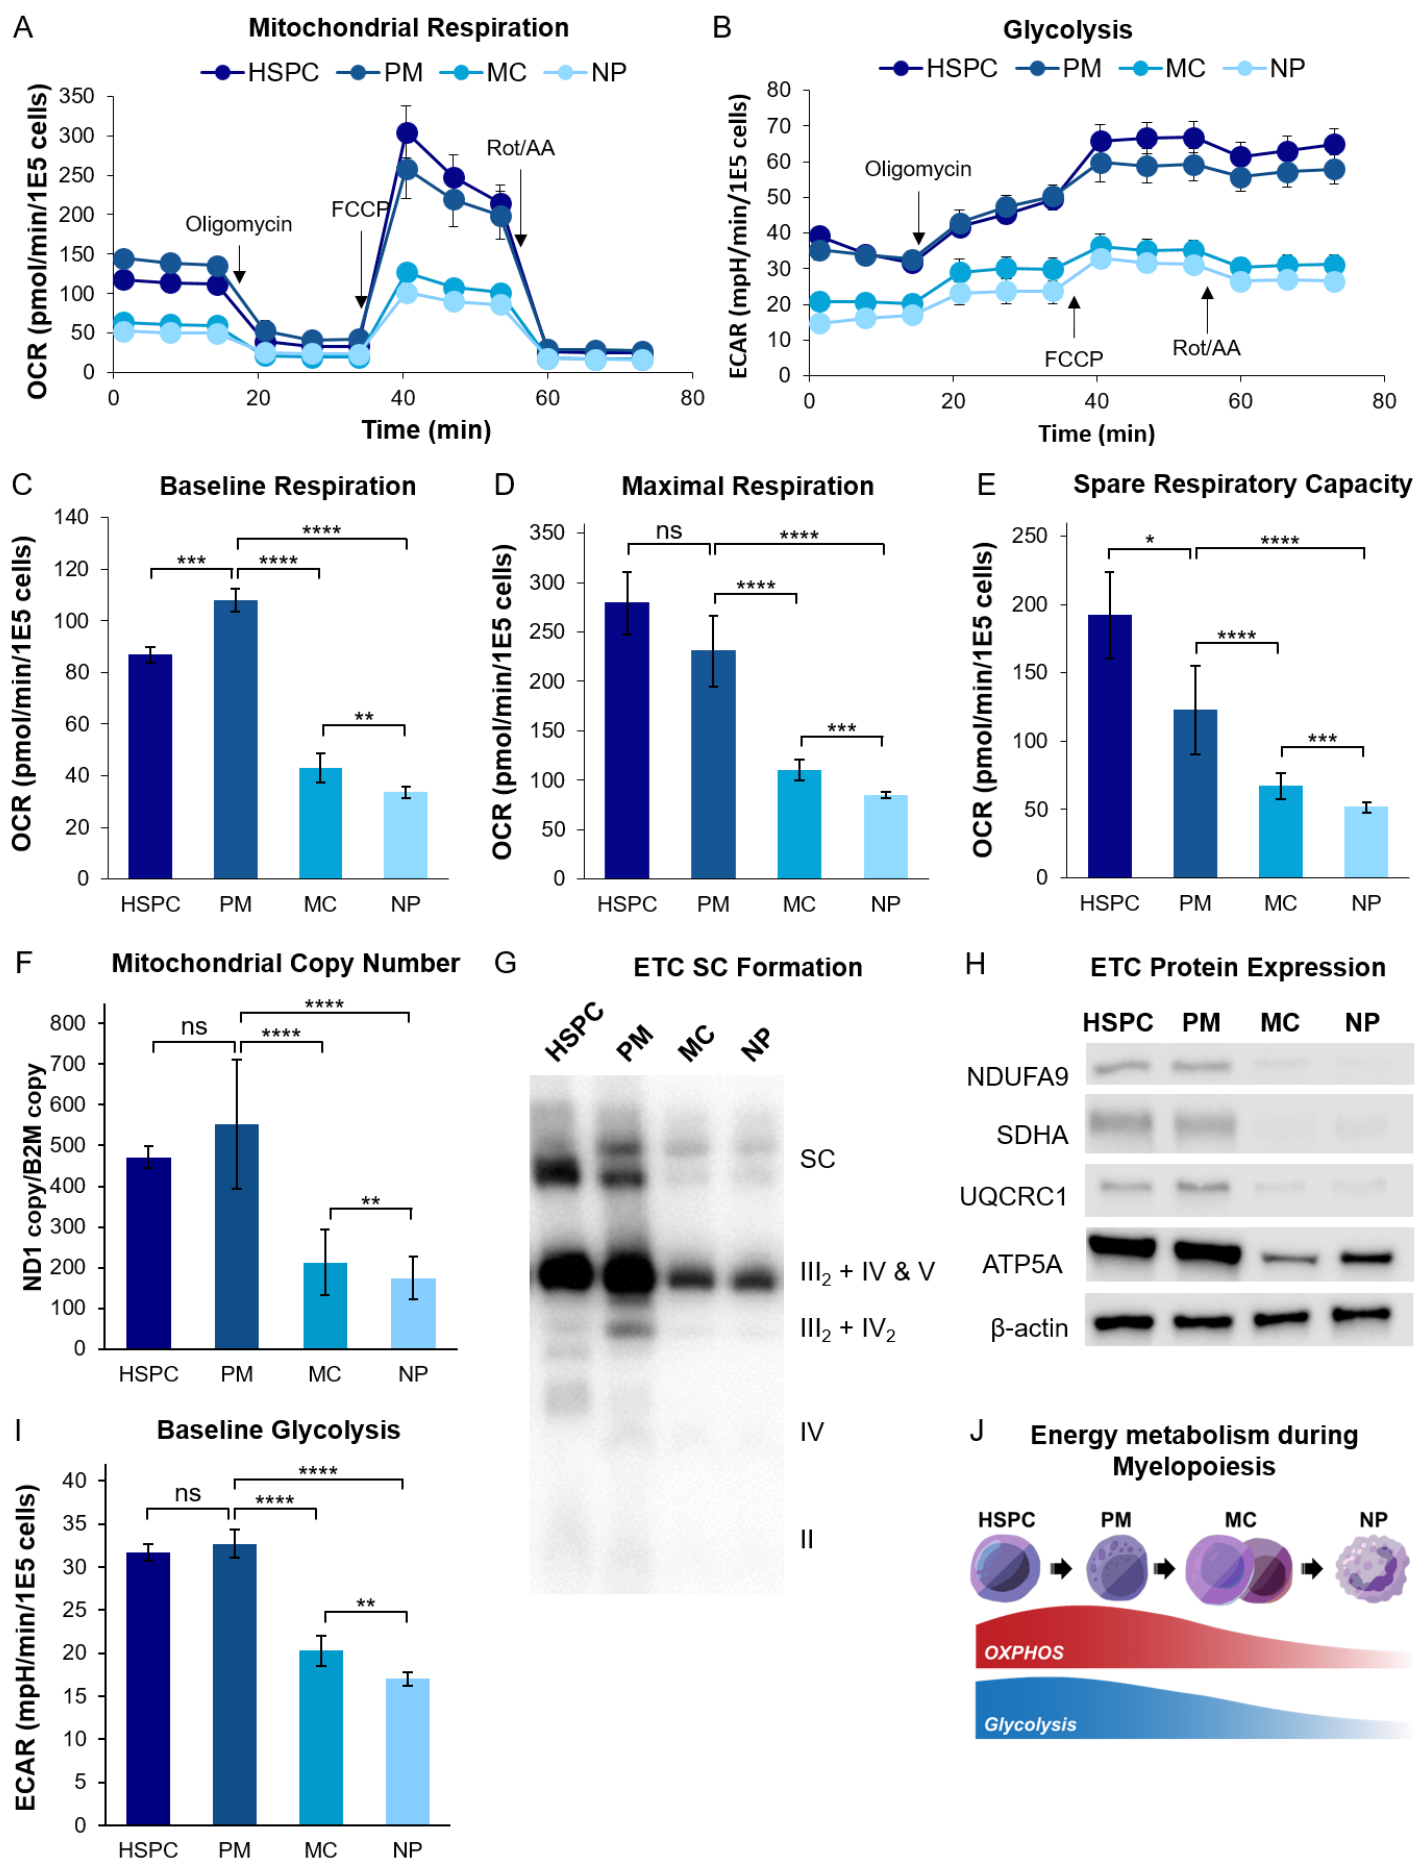 A
Mitochondrial Respiration
HSPC PM MC NP
OCR (pmol/min/1E5 cells)
350
300
250
200
150
100
50
0
Oligomycin
FCCP
Rot/AA
0 20 40 60 80
Time (min)
B
Glycolysis
HSPC PM MC NP
ECAR (mpH/min/1E5 cells)
80
70
60
50
40
30
20
10
0
Oligomycin
FCCP
Rot/AA
0 20 40 60 80
Time (min)
C
Baseline Respiration
OCR (pmol/min/1E5 cells)
140
120
100
80
60
40
20
0
*** **** ****
**
HSPC PM MC NP
D
Maximal Respiration
OCR (pmol/min/1E5 cells)
350
300
250
200
150
100
50
0
ns ****
****
***
HSPC PM MC NP
E
Spare Respiratory Capacity
OCR (pmol/min/1E5 cells)
250
200
150
100
50
0
* ****
****
***
HSPC PM MC NP
F
Mitochondrial Copy Number
ND1 copy/B2M copy
800
700
600
500
400
300
200
100
0
ns **** ****
**
HSPC PM MC NP
G
ETC SC Formation
HSPC PM MC NP
SC
III₂ + IV & V
III₂ + IV₂
IV
II
H
ETC Protein Expression
HSPC PM MC NP
NDUFA9
SDHA
UQCRC1
ATP5A
β-actin
I
Baseline Glycolysis
ECAR (mpH/min/1E5 cells)
40
35
30
25
20
15
10
5
0
ns **** ****
**
HSPC PM MC NP
J
Energy metabolism during
Myelopoiesis
HSPC PM MC NP
OXPHOS
Glycolysis